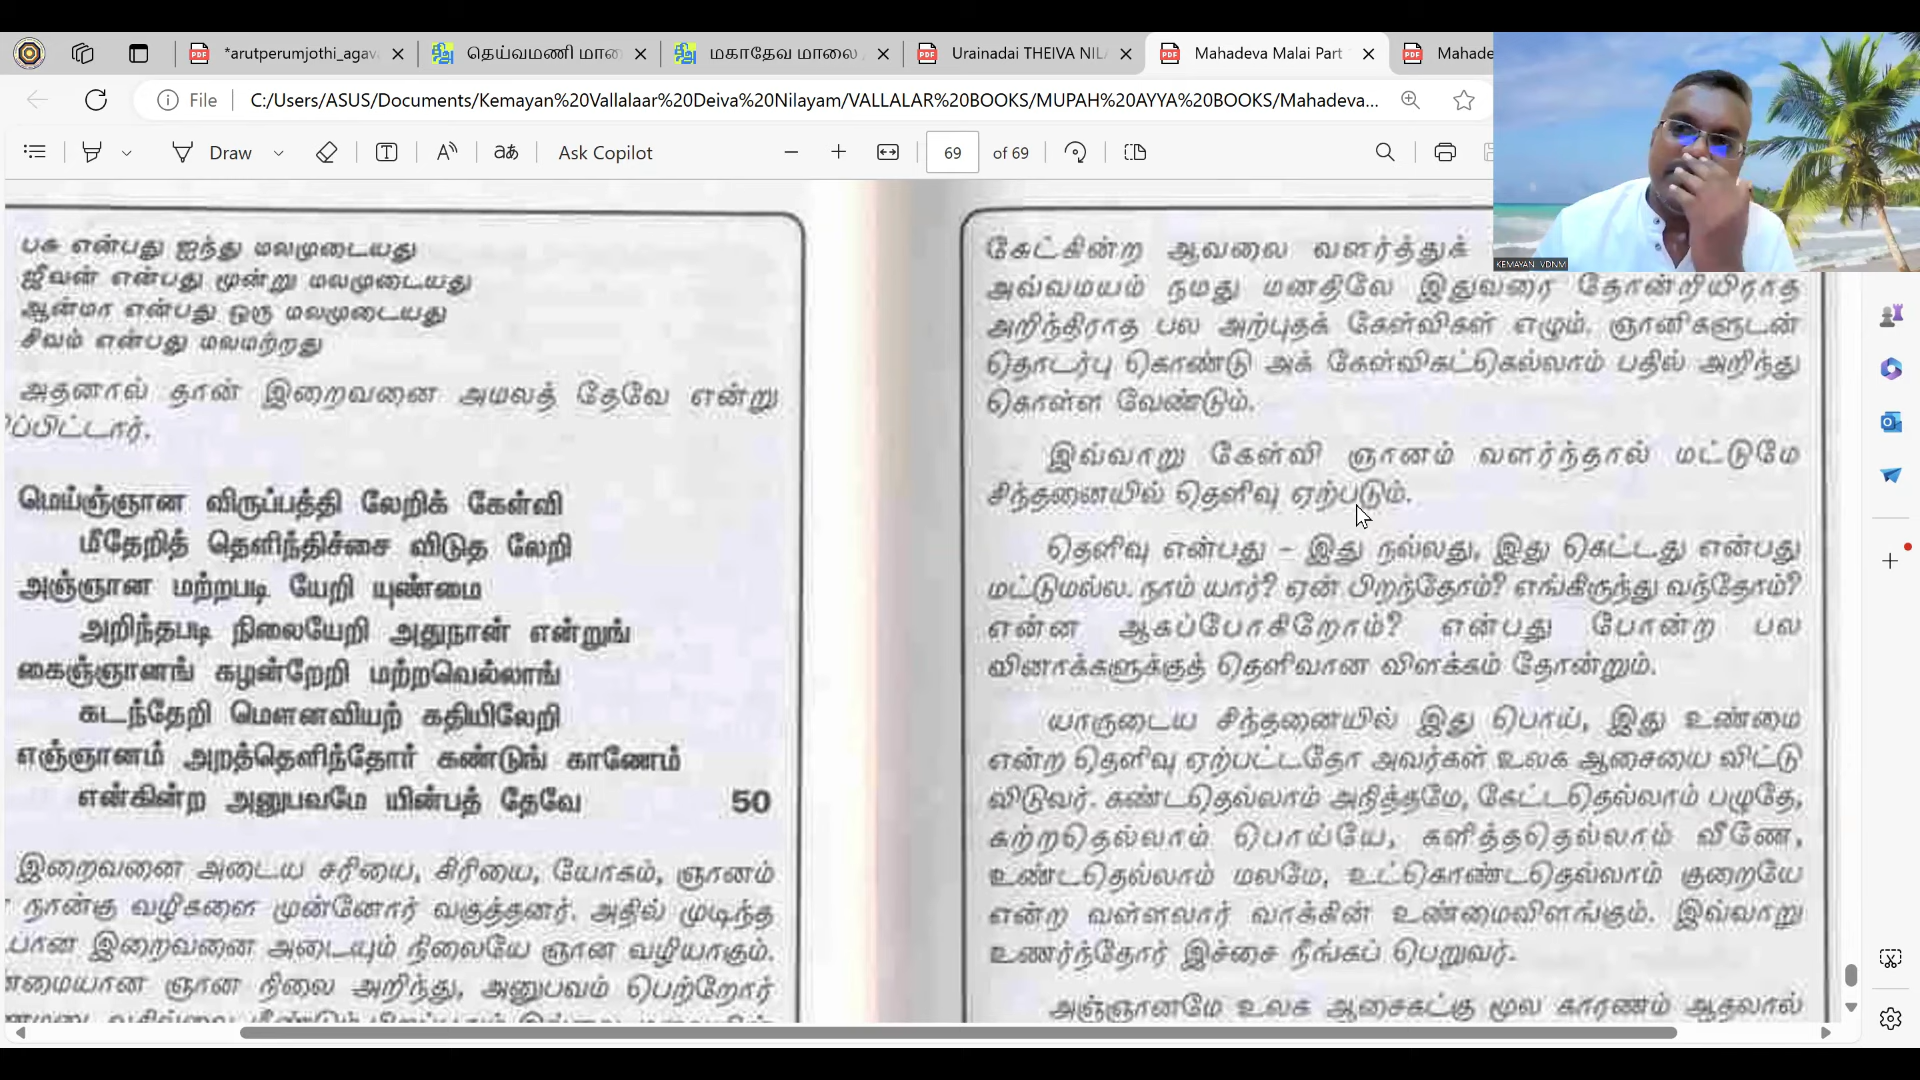 *arutperumjothi_agava
தெய்வமணி மாை
மகாதேவ மாலை
Urainadai THEIVA NIL
Mahadeva Malai Part
Mahade
File
C:/Users/ASUS/Documents/Kemayan%20Vallalaar%20Deiva%20Nilayam/VALLALAR%20BOOKS/MUPAH%20AYYA%20BOOKS/Mahadeva...
Draw
Ask Copilot
69
of 69
KEMAYAN VDNM
பசு என்பது ஐந்து மலமுடையது
ஜீவன் என்பது மூன்று மலமுடையது
ஆன்மா என்பது ஒரு மலமுடையது
சிவம் என்பது மலமற்றது
அதனால் தான் இறைவனை அமலத் தேவே என்று
ப்பிட்டார்.
மெய்ஞ்ஞான விருப்பத்தி லேறிக் கேள்வி
மீதேறித் தெளிந்திச்சை விடுத லேறி
அஞ்ஞான மற்றபடி யேறி யுண்மை
அறிந்தபடி நிலையேறி அதுநான் என்றுங்
கைஞ்ஞானங் கழன்றேறி மற்றவெல்லாங்
கடந்தேறி மௌனவியற் கதியிலேறி
எஞ்ஞானம் அறத்தெளிந்தோர் கண்டுங் காணேம்
என்கின்ற அனுபவமே யின்பத் தேவே 50
இறைவனை அடைய சரியை, கிரியை, யோகம், ஞானம்
நான்கு வழிகளை முன்னோர் வகுத்தனர். அதில் முடிந்த
பான இறைவனை அடையும் நிலையே ஞான வழியாகும்.
மையான ஞான நிலை அறிந்து, அனுபவம் பெற்றோர்
கேட்கின்ற ஆவலை வளர்த்துக்
அவ்வமயம் நமது மனதிலே இதுவரை தோன்றியிராத
அறிந்திராத பல அற்புதக் கேள்விகள் எழும். ஞானிகளுடன்
தொடர்பு கொண்டு அக் கேள்விகட்கெல்லாம் பதில் அறிந்து
கொள்ள வேண்டும்.
இவ்வாறு கேள்வி ஞானம் வளர்ந்தால் மட்டுமே
சிந்தனையில் தெளிவு ஏற்படும்.
தெளிவு என்பது - இது நல்லது, இது கெட்டது என்பது
மட்டுமல்ல. நாம் யார்? ஏன் பிறந்தோம்? எங்கிருந்து வந்தோம்?
என்ன ஆகப்போகிறோம்? என்பது போன்ற பல
வினாக்களுக்குத் தெளிவான விளக்கம் தோன்றும்.
யாருடைய சிந்தனையில் இது பொய், இது உண்மை
என்ற தெளிவு ஏற்பட்டதோ அவர்கள் உலக ஆசையை விட்டு
விடுவர். கண்டதெல்லாம் அநித்தமே, கேட்டதெல்லாம் பழுதே,
கற்றதெல்லாம் பொய்யே, களித்ததெல்லாம் வீணே,
உண்டதெல்லாம் மலமே, உட்கொண்டதெல்லாம் குறையே
என்ற வள்ளலார் வாக்கின் உண்மைவிளங்கும். இவ்வாறு
உணர்ந்தோர் இச்சை நீங்கப் பெறுவர்.
அஞ்ஞானமே உலக ஆசைகட்கு மூல காரணம் ஆதலால்